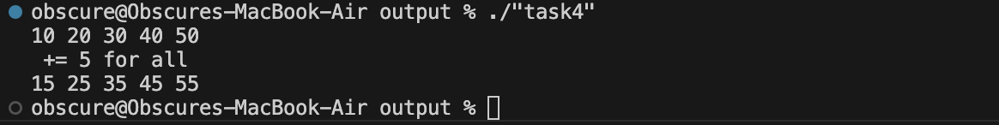 obscure@Obscures-MacBook-Air output % ./"task4"
10 20 30 40 50
 += 5 for all
15 25 35 45 55
obscure@Obscures-MacBook-Air output %